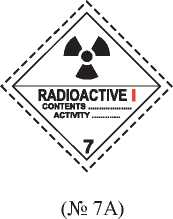 RADIOACTIVE I
CONTENTS .....................
ACTIVITY ..............
7
(№ 7A)